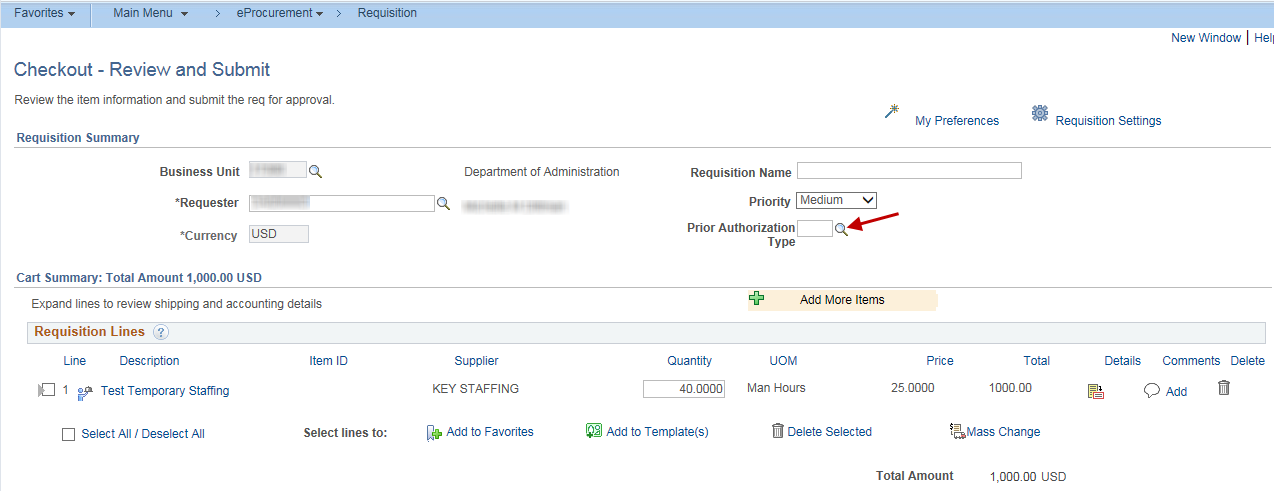 Favorites Main Menu > eProcurement > Requisition
New Window | Help
Checkout - Review and Submit
Review the item information and submit the req for approval.
My Preferences Requisition Settings
Requisition Summary
Business Unit Department of Administration Requisition Name
*Requester Priority Medium
Prior Authorization Type
*Currency USD
Cart Summary: Total Amount 1,000.00 USD
Expand lines to review shipping and accounting details Add More Items
Requisition Lines ?
Line Description Item ID Supplier Quantity UOM Price Total Details Comments Delete
1 Test Temporary Staffing KEY STAFFING 40.0000 Man Hours 25.0000 1000.00 Add
Select All / Deselect All Select lines to: Add to Favorites Add to Template(s) Delete Selected Mass Change
Total Amount 1,000.00 USD